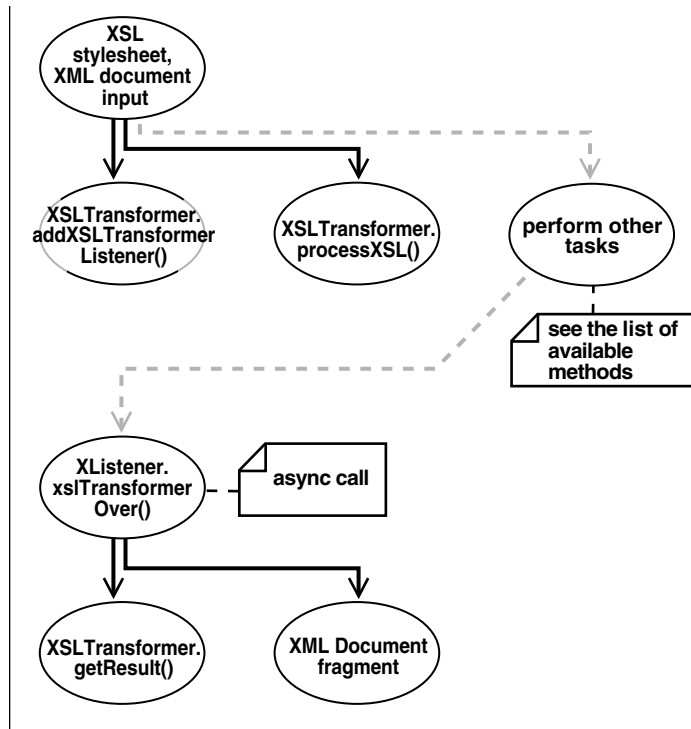 XSL
stylesheet,
XML document
input
XSLTransformer.
addXSLTransformer
Listener()
XSLTransformer.
processXSL()
perform other
tasks
see the list of
available
methods
XListener.
xslTransformer
Over()
async call
XSLTransformer.
getResult()
XML Document
fragment